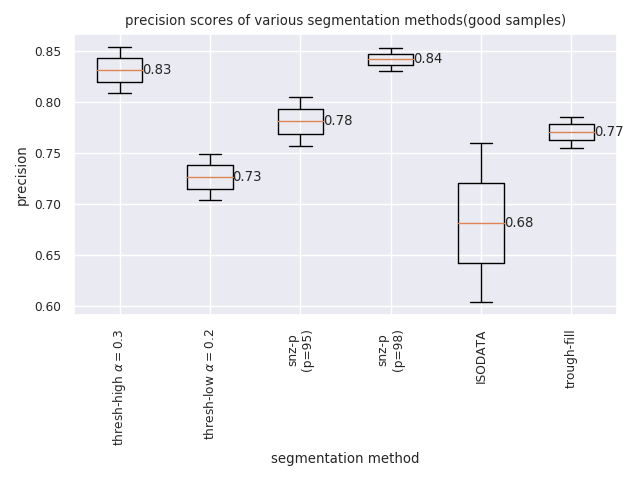 precision scores of various segmentation methods(good samples)
precision
0.85
0.80
0.75
0.70
0.65
0.60
0.83
0.73
0.78
0.84
0.68
0.77
thresh-high α = 0.3
thresh-low α = 0.2
snz-p
(p=95)
snz-p
(p=98)
ISODATA
trough-fill
segmentation method